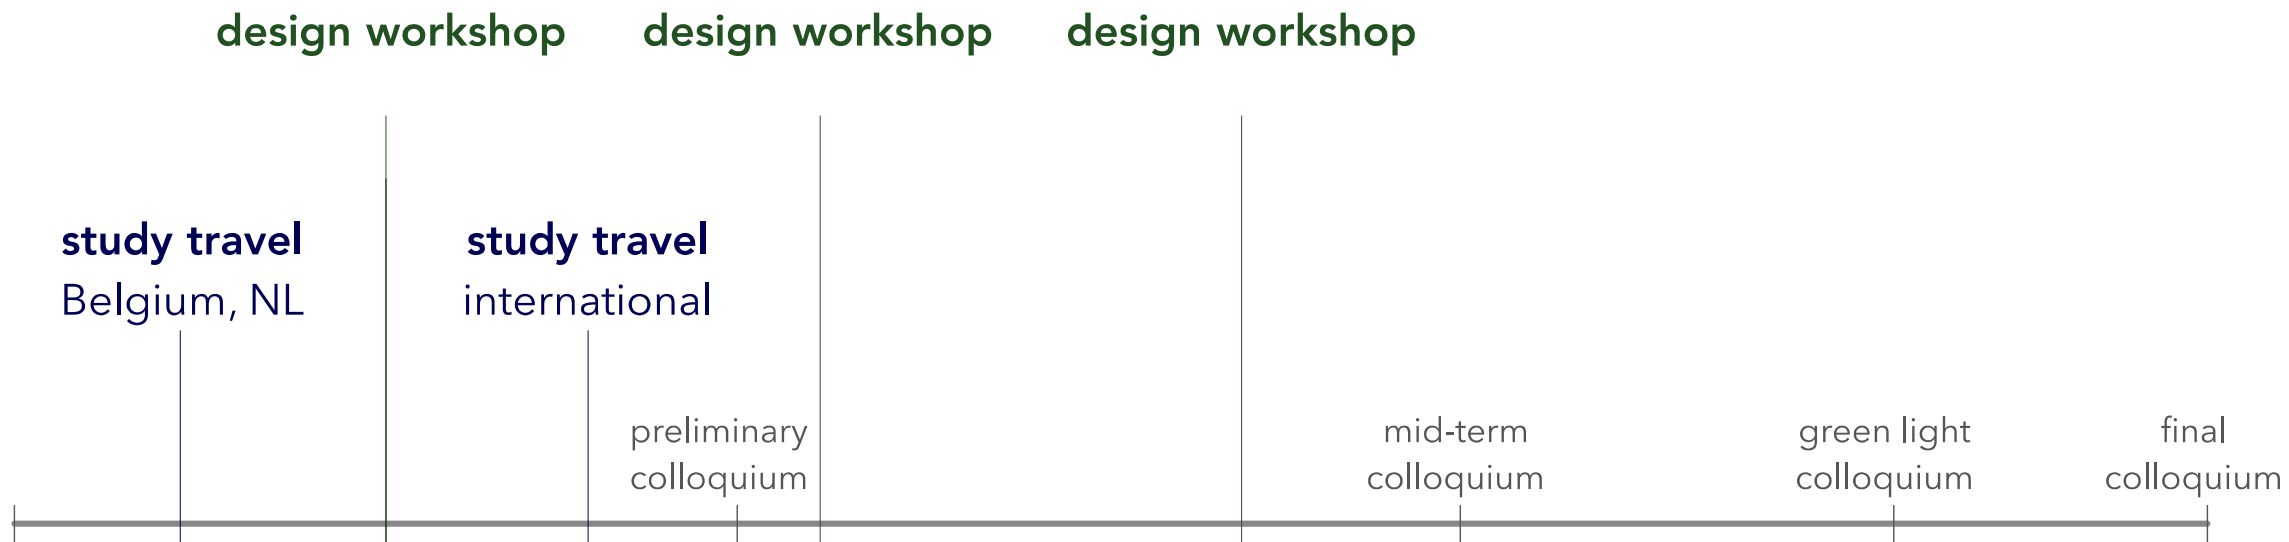 design workshop
design workshop
design workshop
study travel
Belgium, NL
study travel
international
preliminary
colloquium
mid-term
colloquium
green light
colloquium
final
colloquium